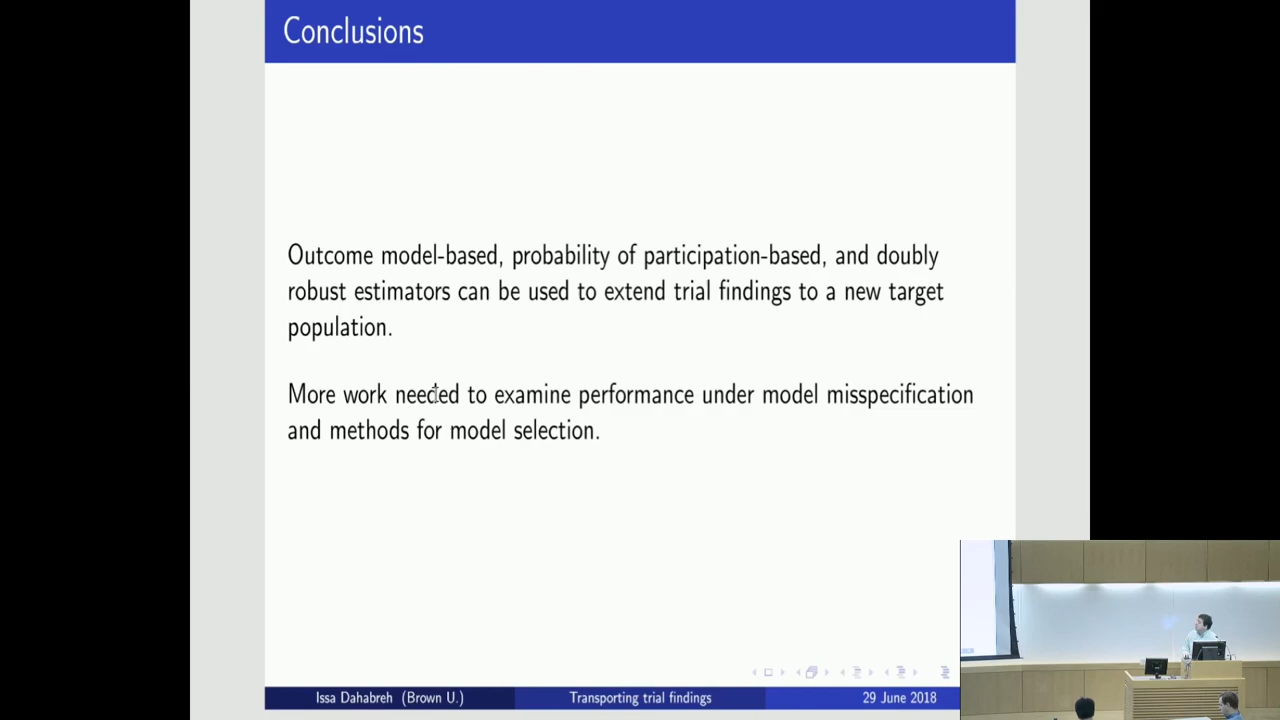 Conclusions
Outcome model-based, probability of participation-based, and doubly
robust estimators can be used to extend trial findings to a new target
population.
More work needed to examine performance under model misspecification
and methods for model selection.
Issa Dahabreh (Brown U.)
Transporting trial findings
29 June 2018